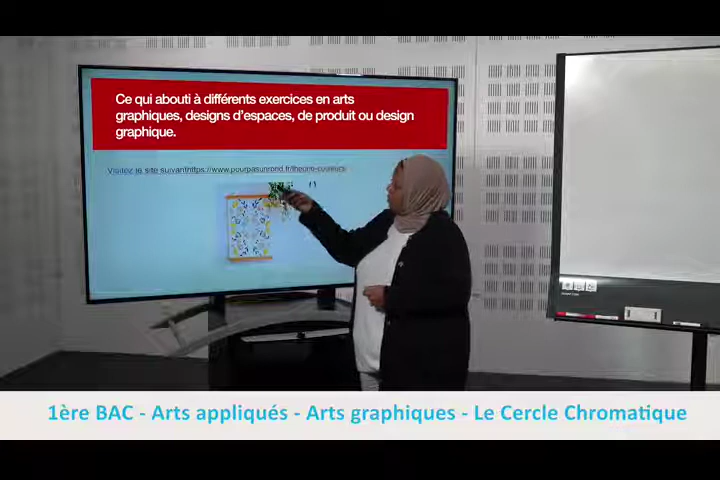 Ce qui abouti à différents exercices en arts
graphiques, designs d'espaces, de produit ou design
graphique.
Visitez le site suivanthttps://www.pourpasunrond.fr/theorie-couleurs/
1ère BAC - Arts appliqués - Arts graphiques - Le Cercle Chromatique